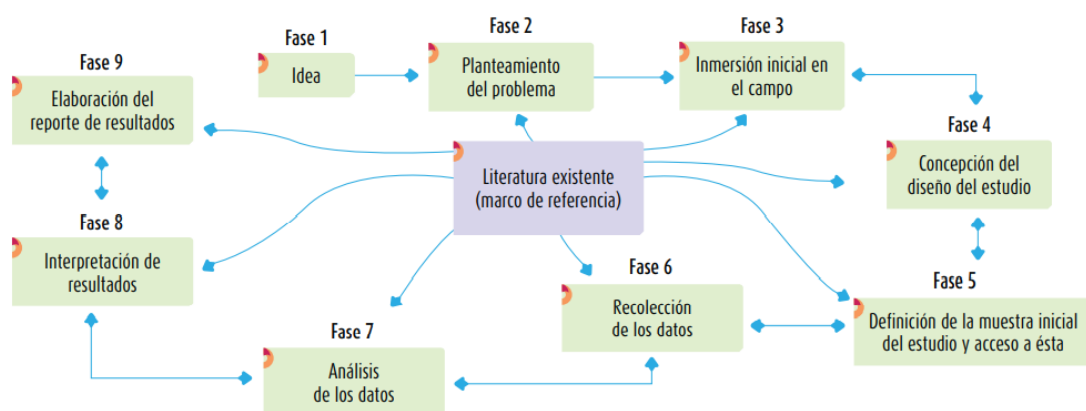 Fase 1
Idea
Fase 2
Planteamiento
del problema
Fase 3
Inmersión inicial en
el campo
Fase 4
Concepción del
diseño del estudio
Fase 5
Definición de la muestra inicial
del estudio y acceso a ésta
Fase 6
Recolección
de los datos
Fase 7
Análisis
de los datos
Fase 8
Interpretación de
resultados
Fase 9
Elaboración del
reporte de resultados
Literatura existente
(marco de referencia)